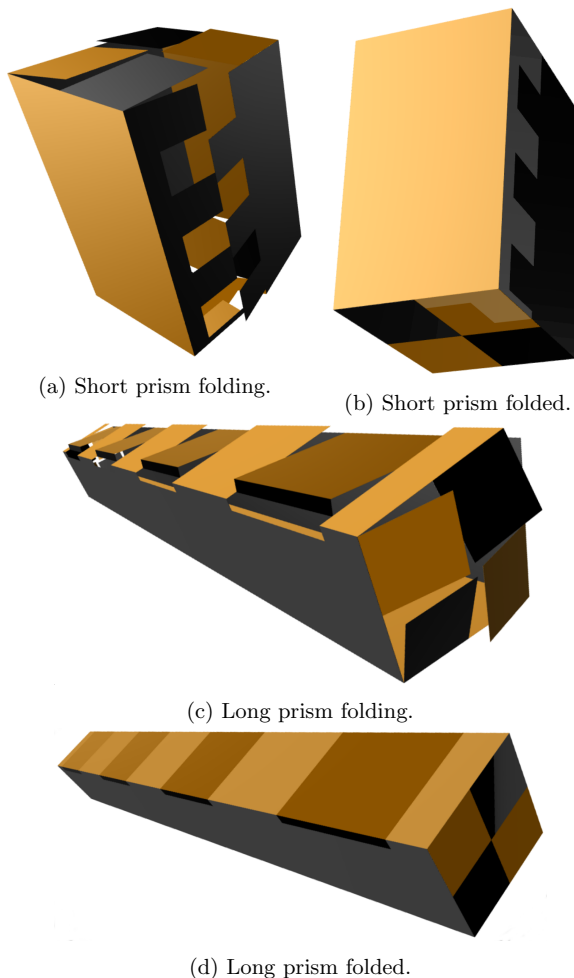 (a) Short prism folding.
(b) Short prism folded.
(c) Long prism folding.
(d) Long prism folded.